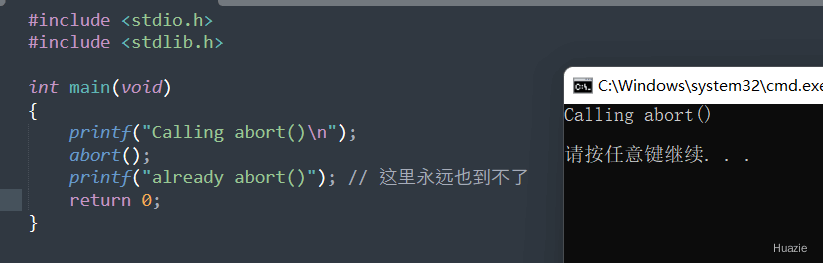 #include <stdio.h>
#include <stdlib.h>
int main(void)
{
    printf("Calling abort()\n");
    abort();
    printf("already abort()"); // 这里永远也到不了
    return 0;
}
C:\Windows\system32\cmd.exe
Calling abort()
请按任意键继续. . .
Huazie